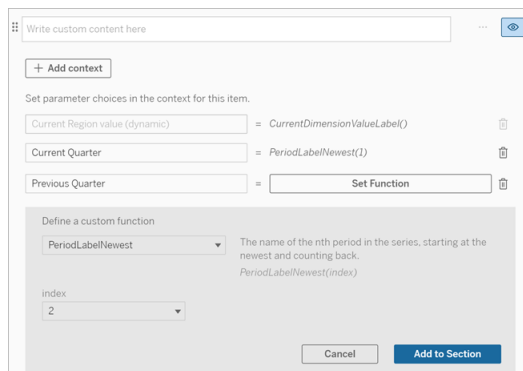 Write custom content here
+ Add context
Set parameter choices in the context for this item.
Current Region value (dynamic) = CurrentDimensionValueLabel()
Current Quarter = PeriodLabelNewest(1)
Previous Quarter = Set Function
Define a custom function
PeriodLabelNewest
The name of the nth period in the series, starting at the
newest and counting back.
PeriodLabelNewest(index)
index
2
Cancel Add to Section